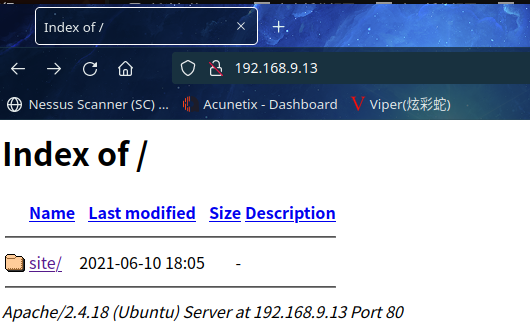 Index of /
192.168.9.13
Nessus Scanner (SC) ... Acunetix - Dashboard Viper(炫彩蛇)
Index of /
Name Last modified Size Description
site/ 2021-06-10 18:05 -
Apache/2.4.18 (Ubuntu) Server at 192.168.9.13 Port 80